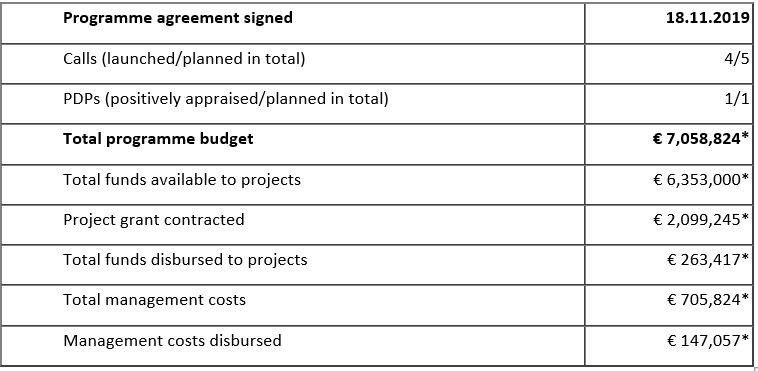 Programme agreement signed 18.11.2019
Calls (launched/planned in total) 4/5
PDPs (positively appraised/planned in total) 1/1
Total programme budget € 7,058,824*
Total funds available to projects € 6,353,000*
Project grant contracted € 2,099,245*
Total funds disbursed to projects € 263,417*
Total management costs € 705,824*
Management costs disbursed € 147,057*